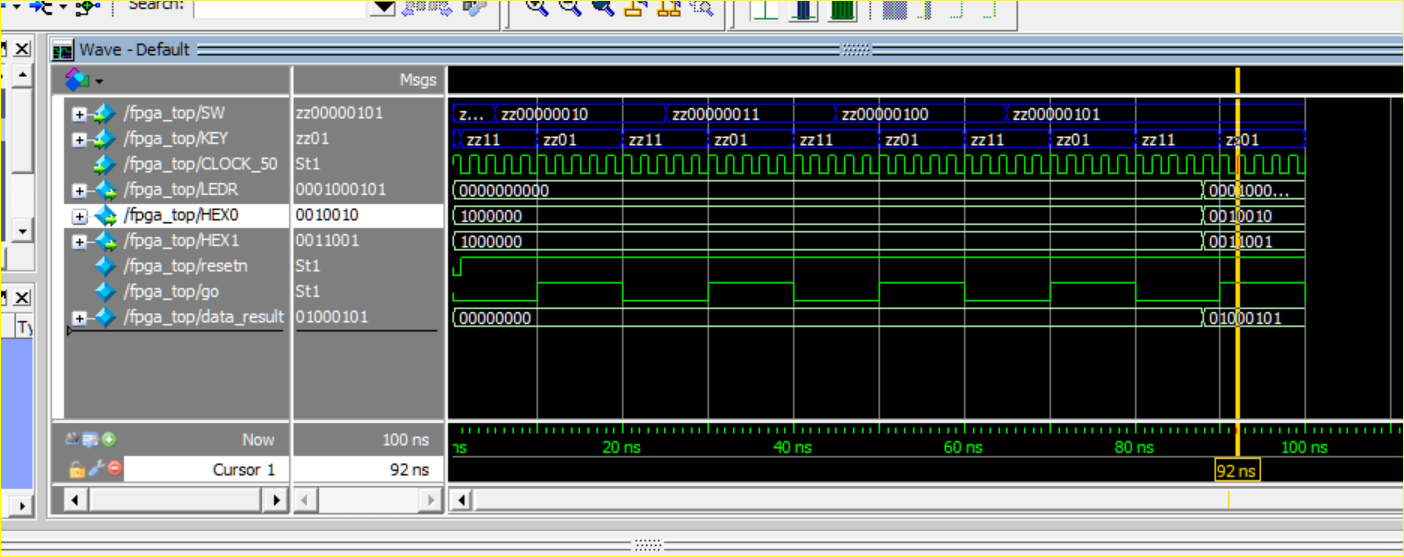 Search:
Wave - Default
Msgs
/fpga_top/SW zz00000101 z... zz00000010 zz00000011 zz00000100 zz00000101
/fpga_top/KEY zz01 zz11 zz01 zz11 zz01 zz11 zz01 zz11 zz01 zz11 zz01
/fpga_top/CLOCK_50 St1
/fpga_top/LEDR 0001000101 0000000000 0001000...
/fpga_top/HEX0 0010010 1000000 0010010
/fpga_top/HEX1 0011001 1000000 0011001
/fpga_top/resetn St1
/fpga_top/go St1
/fpga_top/data_result 01000101 00000000 01000101
Ty
Now 100 ns ns 20 ns 40 ns 60 ns 80 ns 100 ns
Cursor 1 92 ns 92 ns